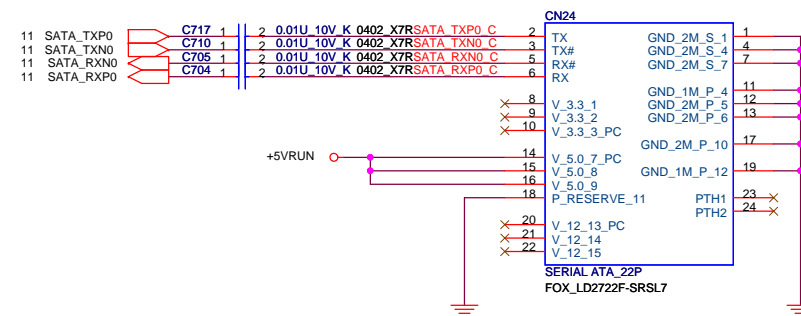 CN24
11 SATA_TXP0 C717 1 2 0.01U_10V_K 0402_X7R SATA_TXP0_C 2 TX GND_2M_S_1 1
11 SATA_TXN0 C710 1 2 0.01U_10V_K 0402_X7R SATA_TXN0_C 3 TX# GND_2M_S_4 4
11 SATA_RXN0 C705 1 2 0.01U_10V_K 0402_X7R SATA_RXN0_C 5 RX# GND_2M_S_7 7
11 SATA_RXP0 C704 1 2 0.01U_10V_K 0402_X7R SATA_RXP0_C 6 RX
GND_1M_P_4 11
8 V_3.3_1 GND_2M_P_5 12
9 V_3.3_2 GND_2M_P_6 13
10 V_3.3_3_PC
GND_2M_P_10 17
+5VRUN 14 V_5.0_7_PC
15 V_5.0_8 GND_1M_P_12 19
16 V_5.0_9
18 P_RESERVE_11 PTH1 23
PTH2 24
20 V_12_13_PC
21 V_12_14
22 V_12_15
SERIAL ATA_22P
FOX_LD2722F-SRSL7